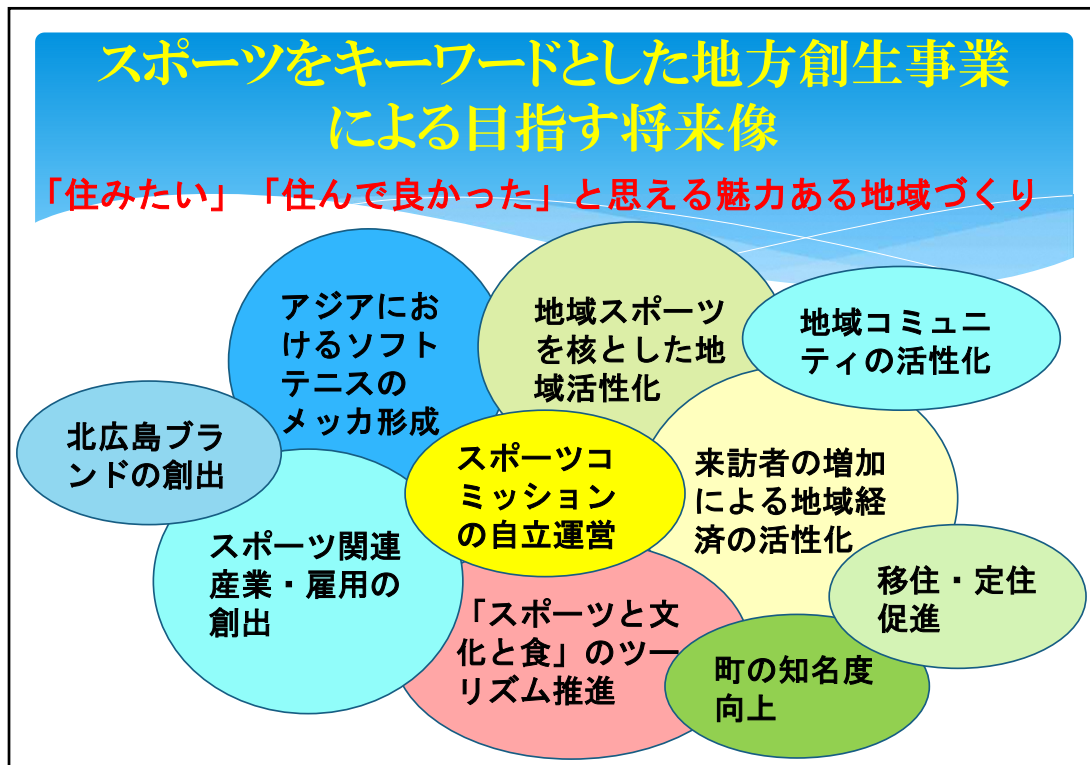 スポーツをキーワードとした地方創生事業
による目指す将来像
「住みたい」「住んで良かった」と思える魅力ある地域づくり
アジアにお
けるソフト
テニスの
メッカ形成
地域スポーツ
を核とした地
域活性化
地域コミュニ
ティの活性化
北広島ブラ
ンドの創出
スポーツコ
ミッション
の自立運営
来訪者の増加
による地域経
済の活性化
スポーツ関連
産業・雇用の
創出
「スポーツと文
化と食」のツー
リズム推進
移住・定住
促進
町の知名度
向上